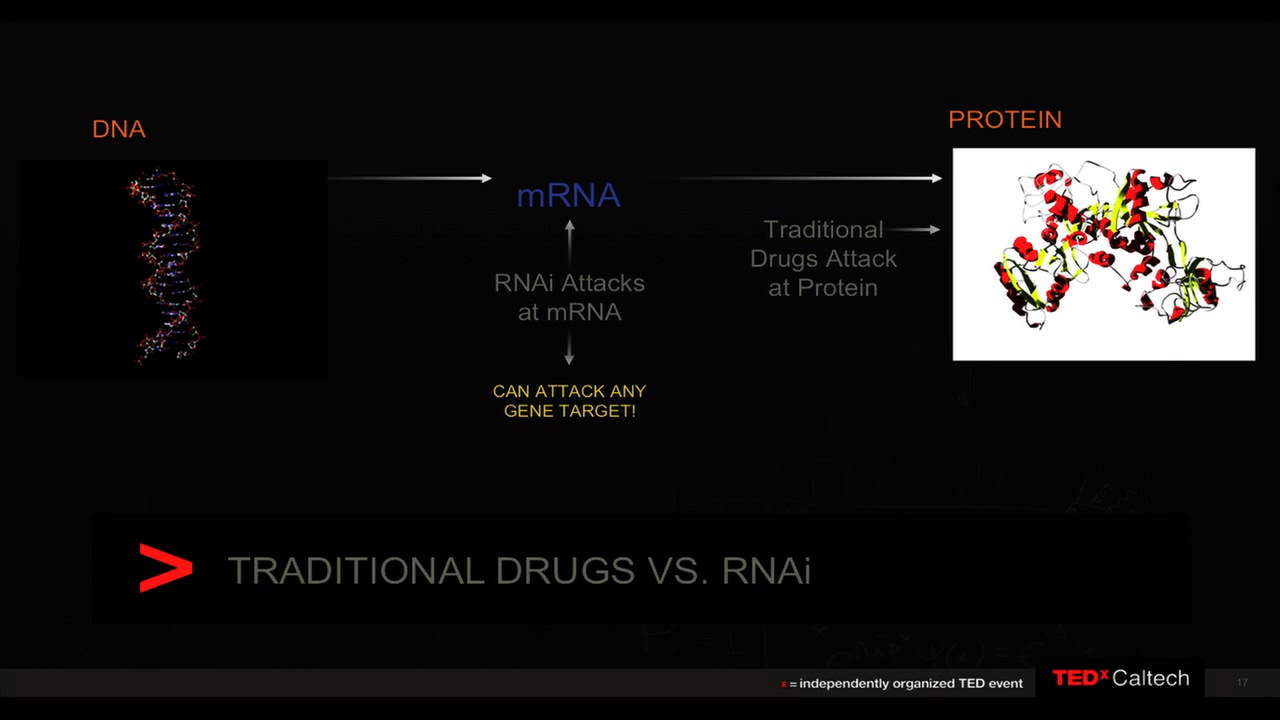 DNA
PROTEIN
mRNA
Traditional
Drugs Attack
at Protein
RNAi Attacks
at mRNA
CAN ATTACK ANY
GENE TARGET!
> TRADITIONAL DRUGS VS. RNAi
x = independently organized TED event
TEDx Caltech
17